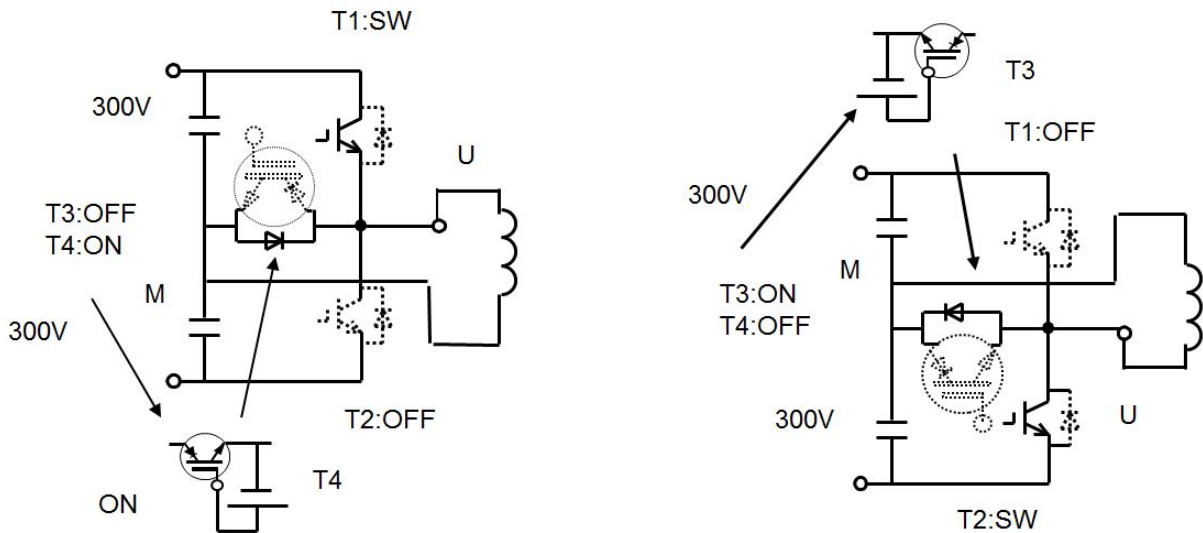 T1:SW
300V
U
T3:OFF
T4:ON
M
300V
T2:OFF
T4
ON
T3
T1:OFF
300V
M
T3:ON
T4:OFF
300V
U
T2:SW